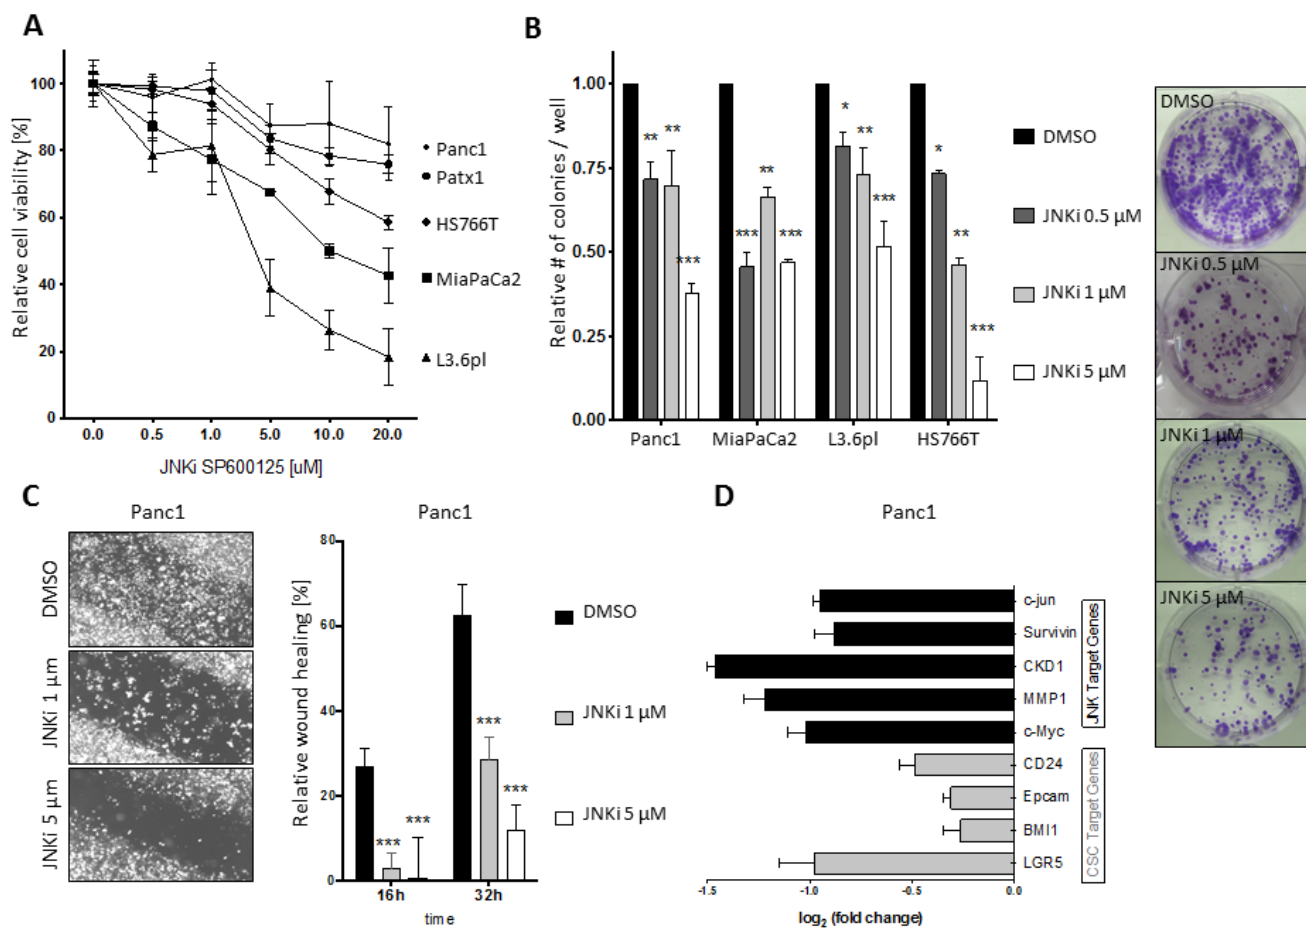 A
Relative cell viability [%]
100
80
60
40
20
0
0.0 0.5 1.0 5.0 10.0 20.0
JNKi SP600125 [uM]
Panc1
Patx1
HS766T
MiaPaCa2
L3.6pl
B
Relative # of colonies / well
1.00
0.75
0.50
0.25
0.00
** ** ***
*** ** ***
* ** ***
* ** ***
Panc1 MiaPaCa2 L3.6pl HS766T
DMSO
JNKi 0.5 µM
JNKi 1 µM
JNKi 5 µM
DMSO
JNKi 0.5 µM
JNKi 1 µM
JNKi 5 µM
C
Panc1
DMSO
JNKi 1 µm
JNKi 5 µm
Panc1
Relative wound healing [%]
80
60
40
20
0
*** ***
*** ***
16h 32h
time
DMSO
JNKi 1 µM
JNKi 5 µM
D
Panc1
c-jun
Survivin
CKD1
MMP1
c-Myc
CD24
Epcam
BMI1
LGR5
JNK Target Genes
CSC Target Genes
-1.5 -1.0 -0.5 0.0
log2 (fold change)